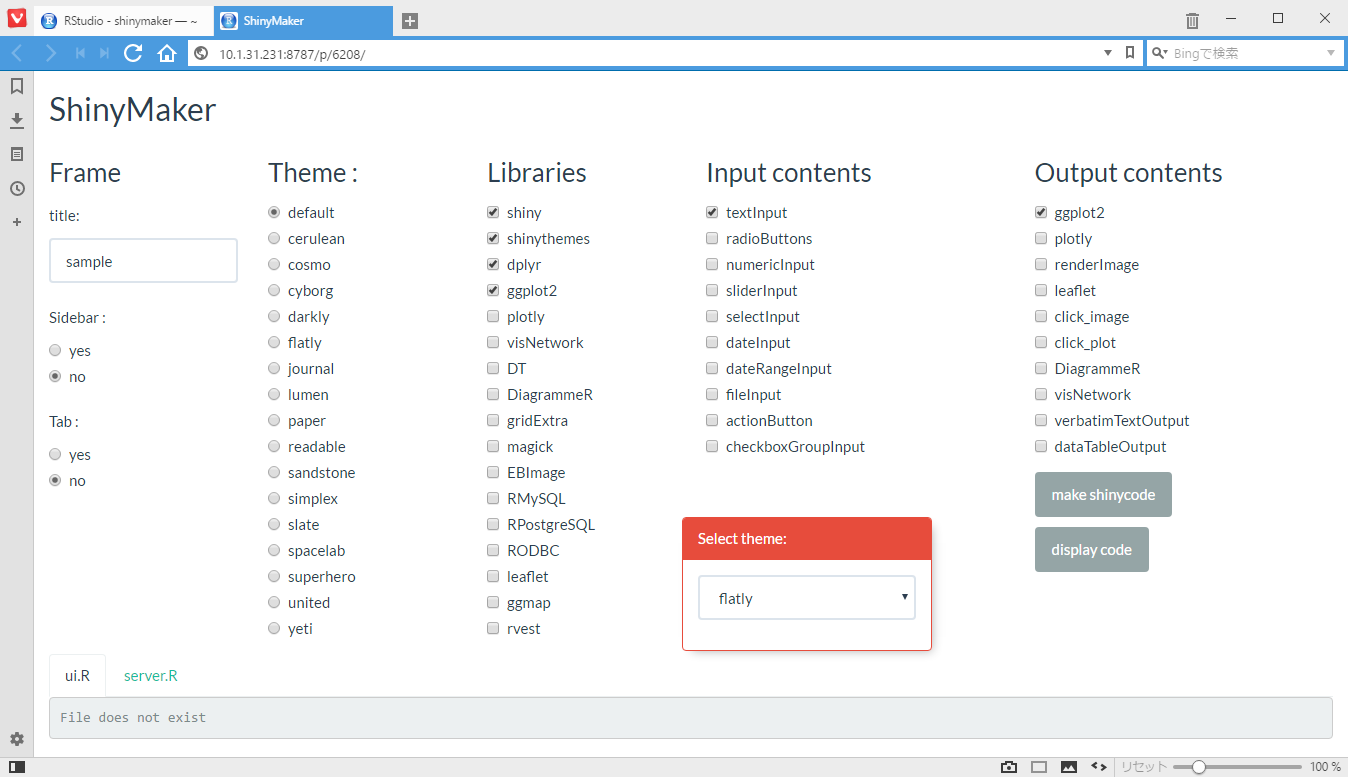 RStudio - shinymaker — ~
ShinyMaker
10.1.31.231:8787/p/6208/
Bingで検索
ShinyMaker
Frame
title:
sample
Sidebar :
yes
no
Tab :
yes
no
Theme :
default
cerulean
cosmo
cyborg
darkly
flatly
journal
lumen
paper
readable
sandstone
simplex
slate
spacelab
superhero
united
yeti
Libraries
shiny
shinythemes
dplyr
ggplot2
plotly
visNetwork
DT
DiagrammeR
gridExtra
magick
EBImage
RMySQL
RPostgreSQL
RODBC
leaflet
ggmap
rvest
Input contents
textInput
radioButtons
numericInput
sliderInput
selectInput
dateInput
dateRangeInput
fileInput
actionButton
checkboxGroupInput
Select theme:
flatly
Output contents
ggplot2
plotly
renderImage
leaflet
click_image
click_plot
DiagrammeR
visNetwork
verbatimTextOutput
dataTableOutput
make shinycode
display code
ui.R
server.R
File does not exist
リセット
100 %